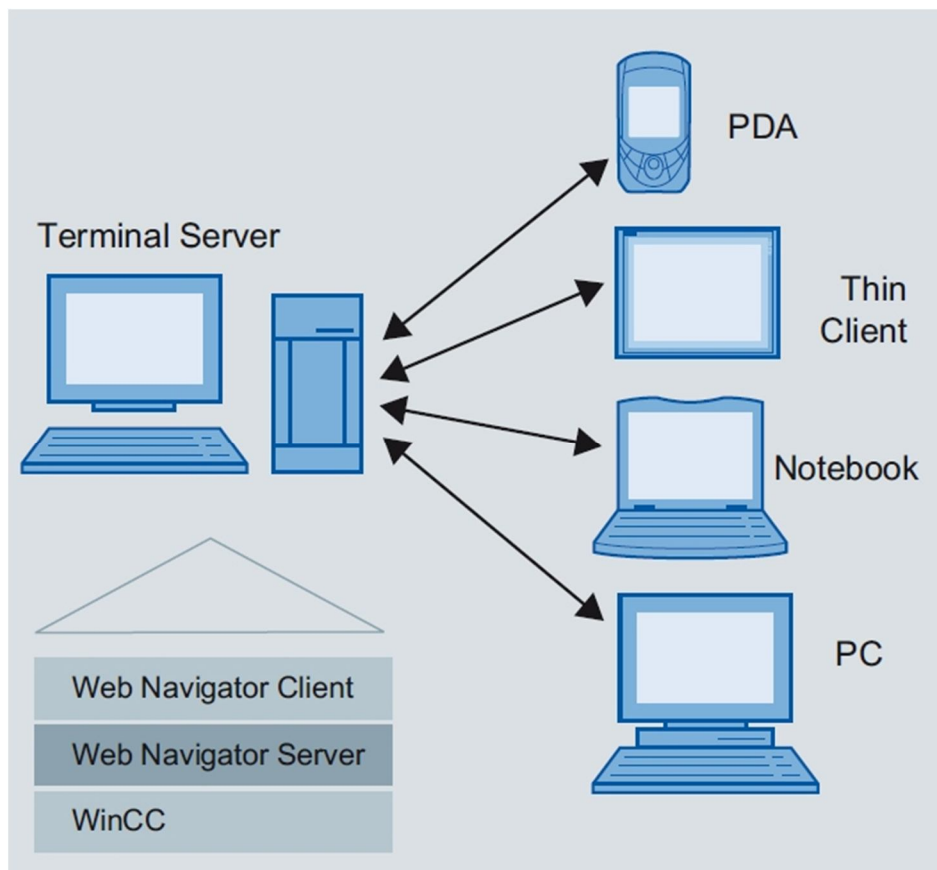 PDA
Terminal Server
Thin
Client
Notebook
PC
Web Navigator Client
Web Navigator Server
WinCC